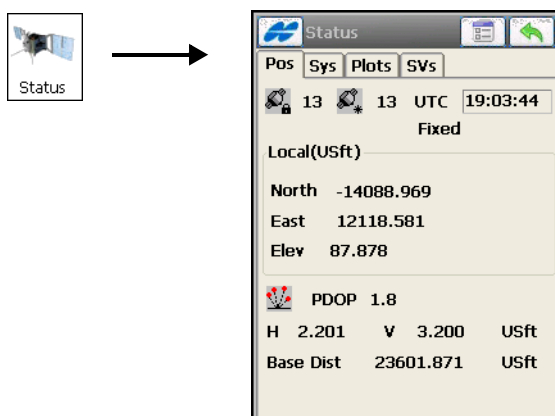 Status
Status
Pos Sys Plots SVs
13 13 UTC 19:03:44
Fixed
Local(USft)
North -14088.969
East 12118.581
Elev 87.878
PDOP 1.8
H 2.201 V 3.200 USft
Base Dist 23601.871 USft